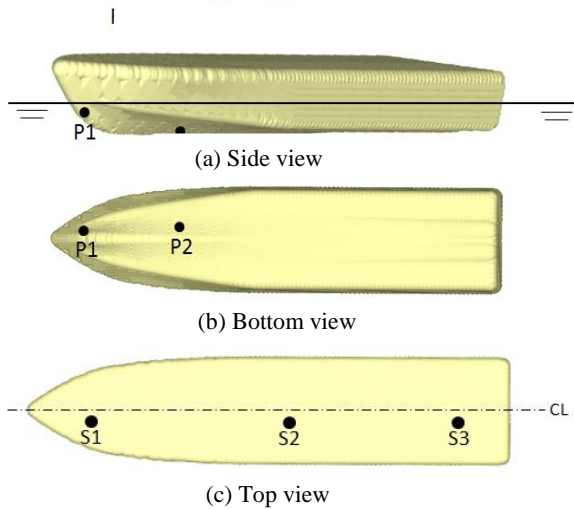 P1
(a) Side view
P1
P2
(b) Bottom view
CL
S1
S2
S3
(c) Top view